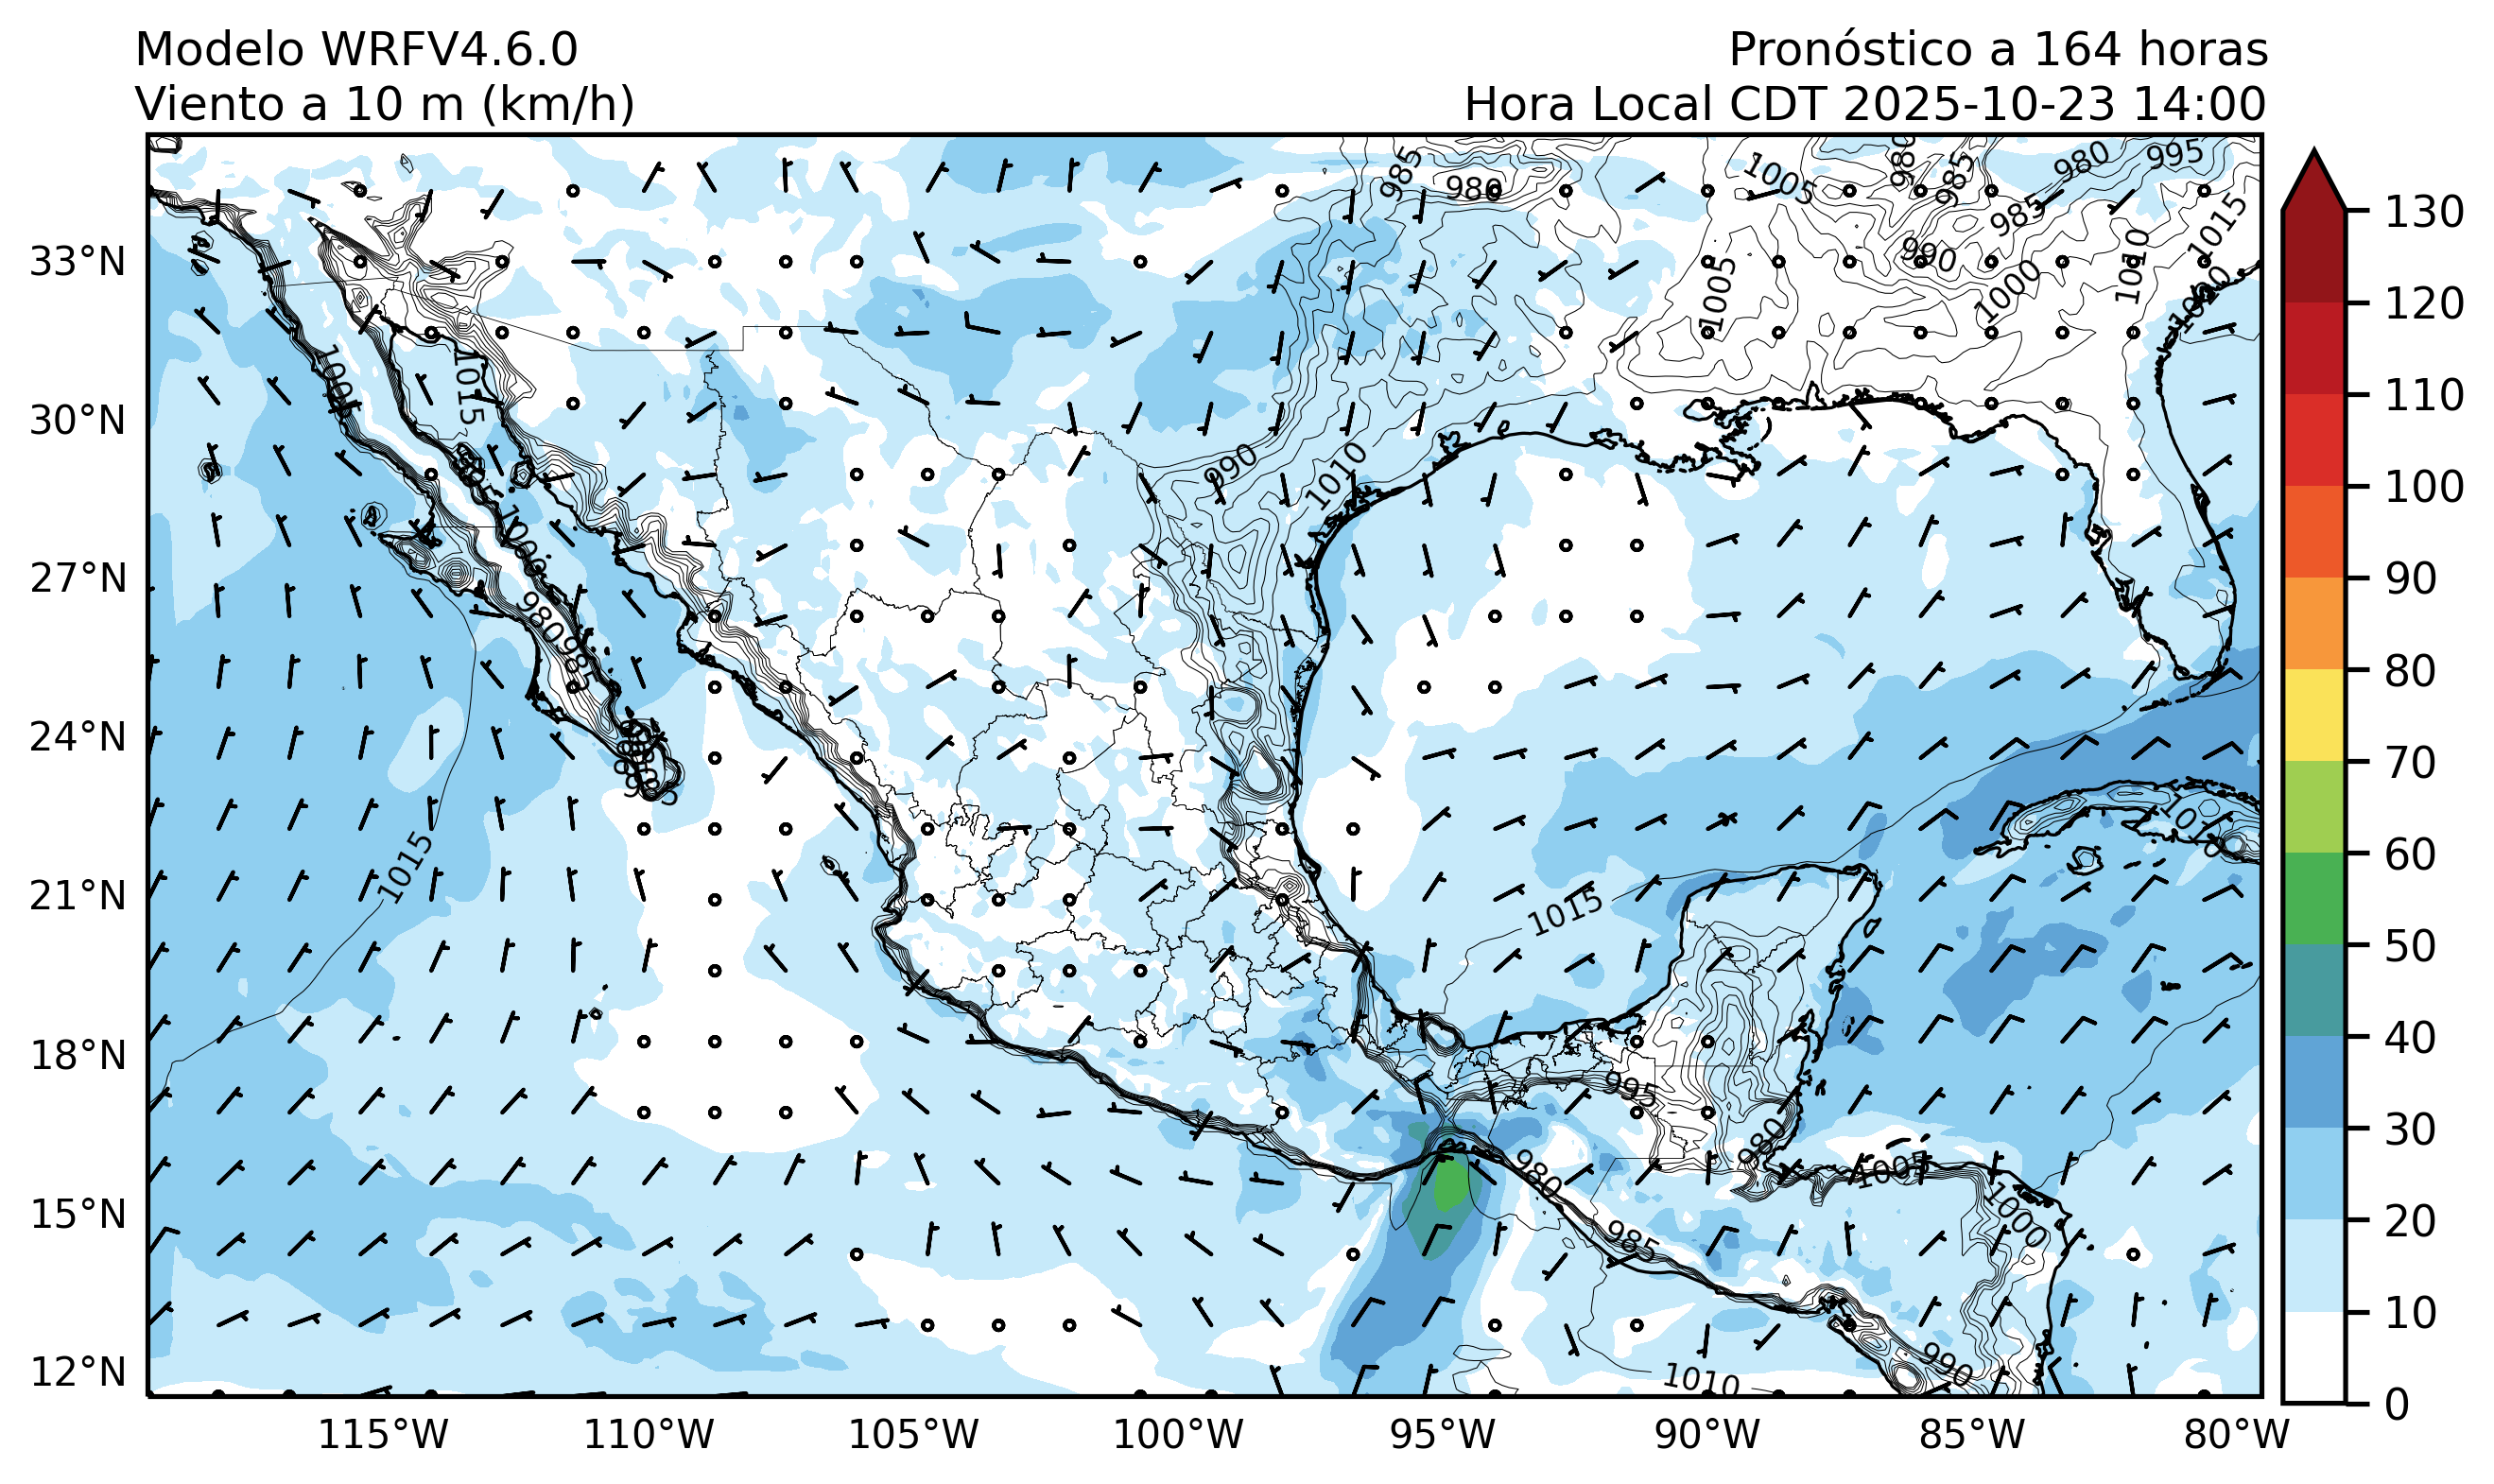 Modelo WRFV4.6.0
Pronóstico a 164 horas
Viento a 10 m (km/h)
Hora Local CDT 2025-10-23 14:00
33°N
30°N
27°N
24°N
21°N
18°N
15°N
12°N
115°W
110°W
105°W
100°W
95°W
90°W
85°W
80°W
130
120
110
100
90
80
70
60
50
40
30
20
10
0
985
980
1005
980
985
980
995
985
990
1000
1005
1010
1015
1015
990
1010
980
985
1015
1015
995
980
1005
1000
980
985
990
1010